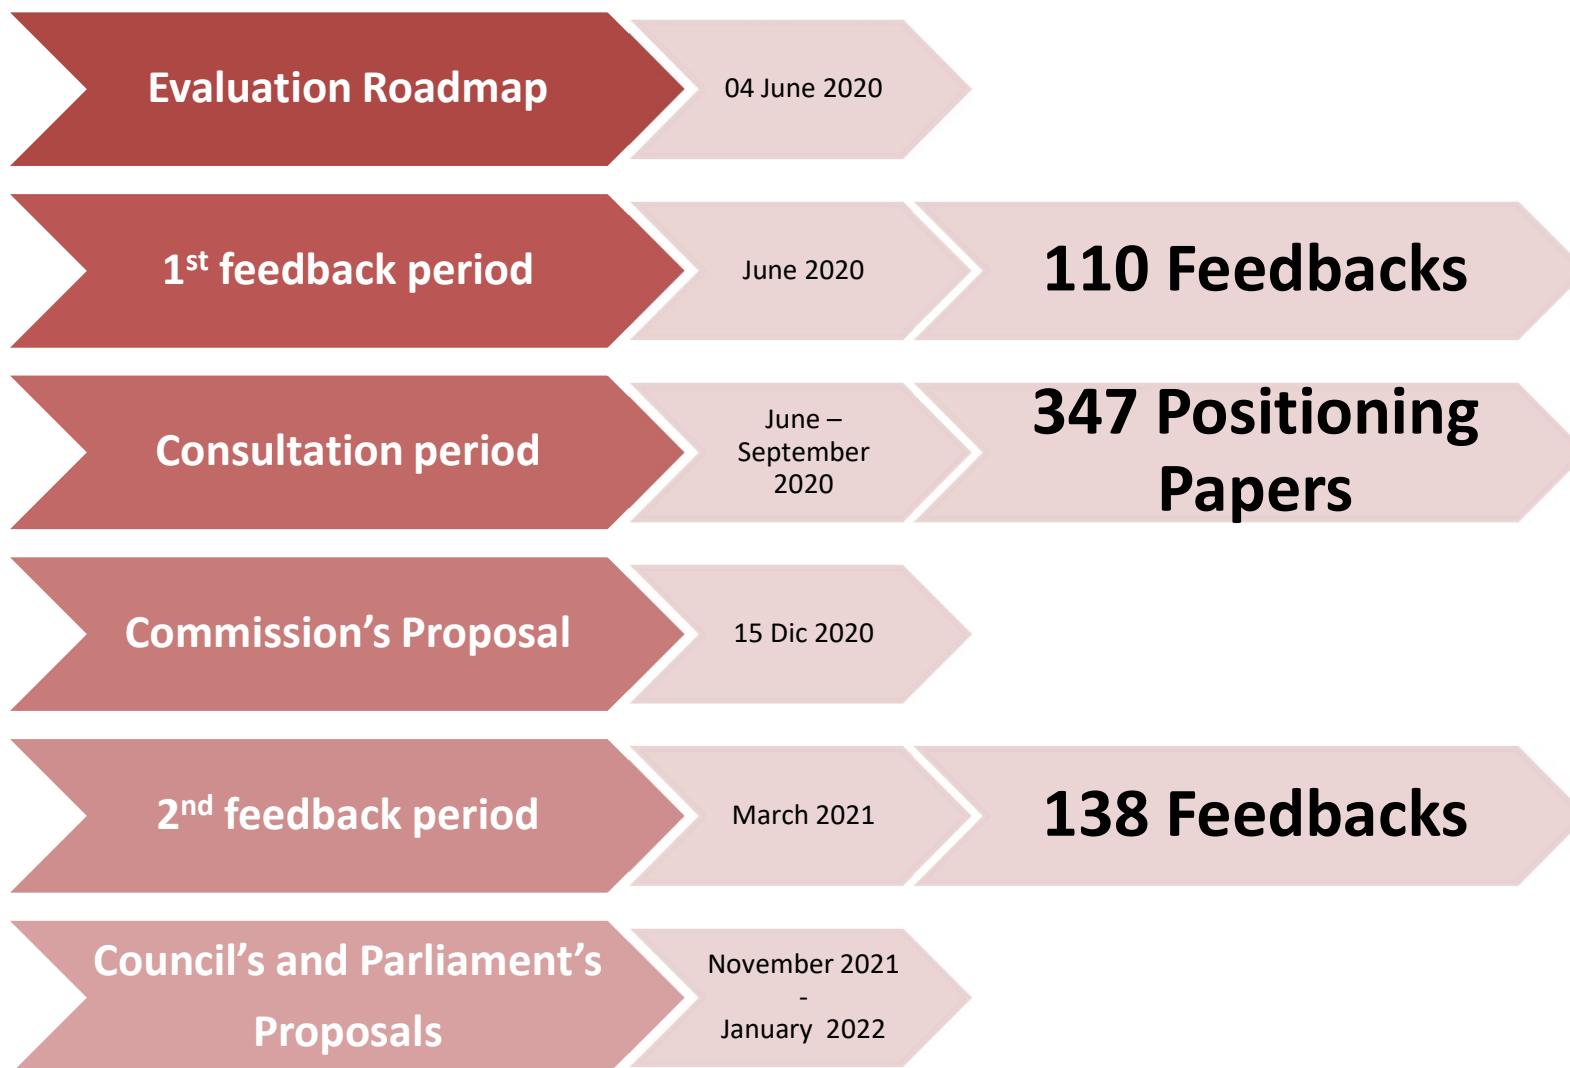 Evaluation Roadmap
04 June 2020
1st feedback period
June 2020
110 Feedbacks
Consultation period
June –
September
2020
347 Positioning
Papers
Commission’s Proposal
15 Dic 2020
2nd feedback period
March 2021
138 Feedbacks
Council’s and Parliament’s
Proposals
November 2021
-
January 2022